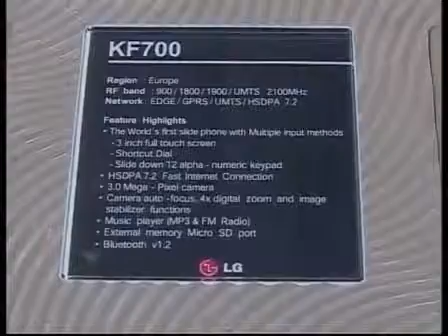 KF700
Region : Europe
RF band : 900 / 1800 / 1900 / UMTS 2100MHz
Network : EDGE / GPRS / UMTS / HSDPA 7.2
Feature Highlights
• The World's first slide phone with Multiple input methods
- 3 inch full touch screen
- Shortcut Dial
- Slide down 12 alpha - numeric keypad
• HSDPA 7.2 Fast Internet Connection
• 3.0 Mega - Pixel camera
• Camera auto -focus, 4x digital zoom and image
stabilizer functions
• Music player (MP3 & FM Radio)
• External memory Micro SD port
• Bluetooth v1.2
LG